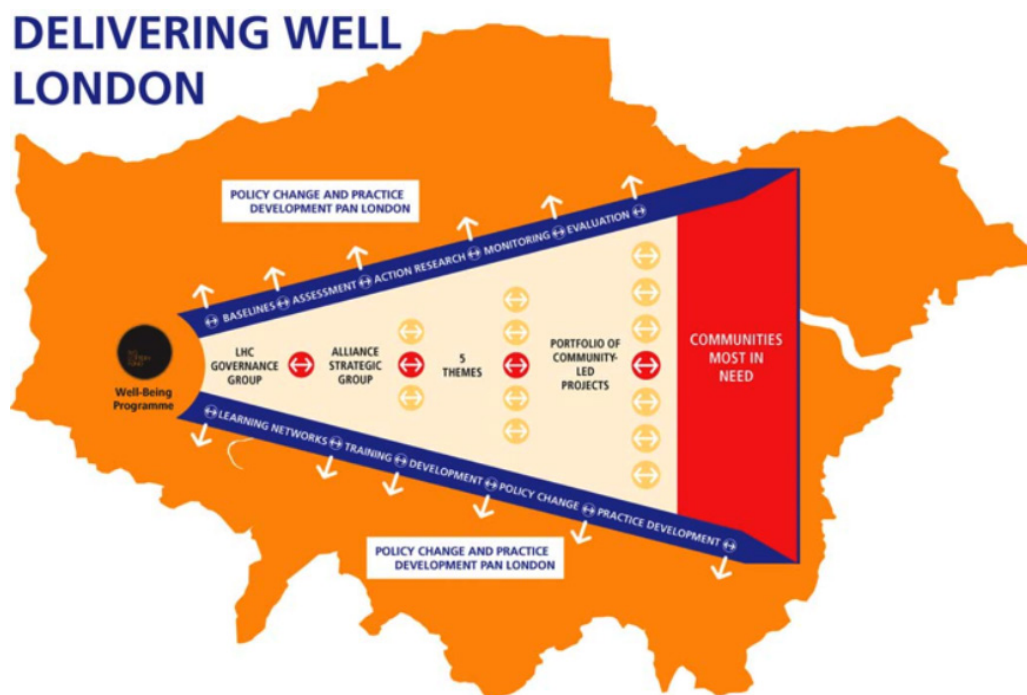 DELIVERING WELL
LONDON
POLICY CHANGE AND PRACTICE
DEVELOPMENT PAN LONDON
BASELINES
ASSESSMENT
ACTION RESEARCH
MONITORING
EVALUATION
Well-Being
Programme
LHC
GOVERNANCE
GROUP
ALLIANCE
STRATEGIC
GROUP
5
THEMES
PORTFOLIO OF
COMMUNITY-
LED
PROJECTS
COMMUNITIES
MOST IN
NEED
LEARNING NETWORKS
TRAINING
DEVELOPMENT
POLICY CHANGE
PRACTICE DEVELOPMENT
POLICY CHANGE AND PRACTICE
DEVELOPMENT PAN LONDON